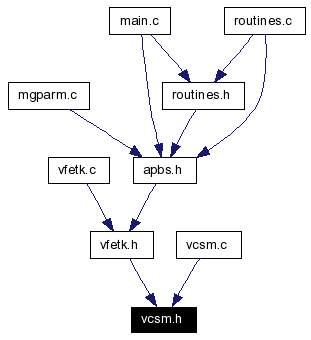 main.c
routines.c
mgparm.c
routines.h
vfetk.c
apbs.h
vfetk.h
vcsm.c
vcsm.h